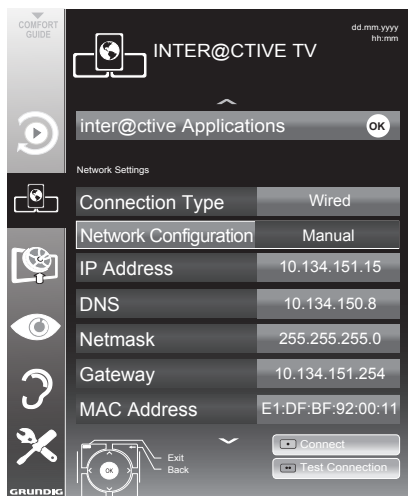 COMFORT
GUIDE
dd.mm.yyyy
hh:mm
INTER@CTIVE TV
inter@ctive Applications OK
Network Settings
Connection Type Wired
Network Configuration Manual
IP Address 10.134.151.15
DNS 10.134.150.8
Netmask 255.255.255.0
Gateway 10.134.151.254
MAC Address E1:DF:BF:92:00:11
Exit
Back
OK
Connect
Test Connection
GRUNDIG